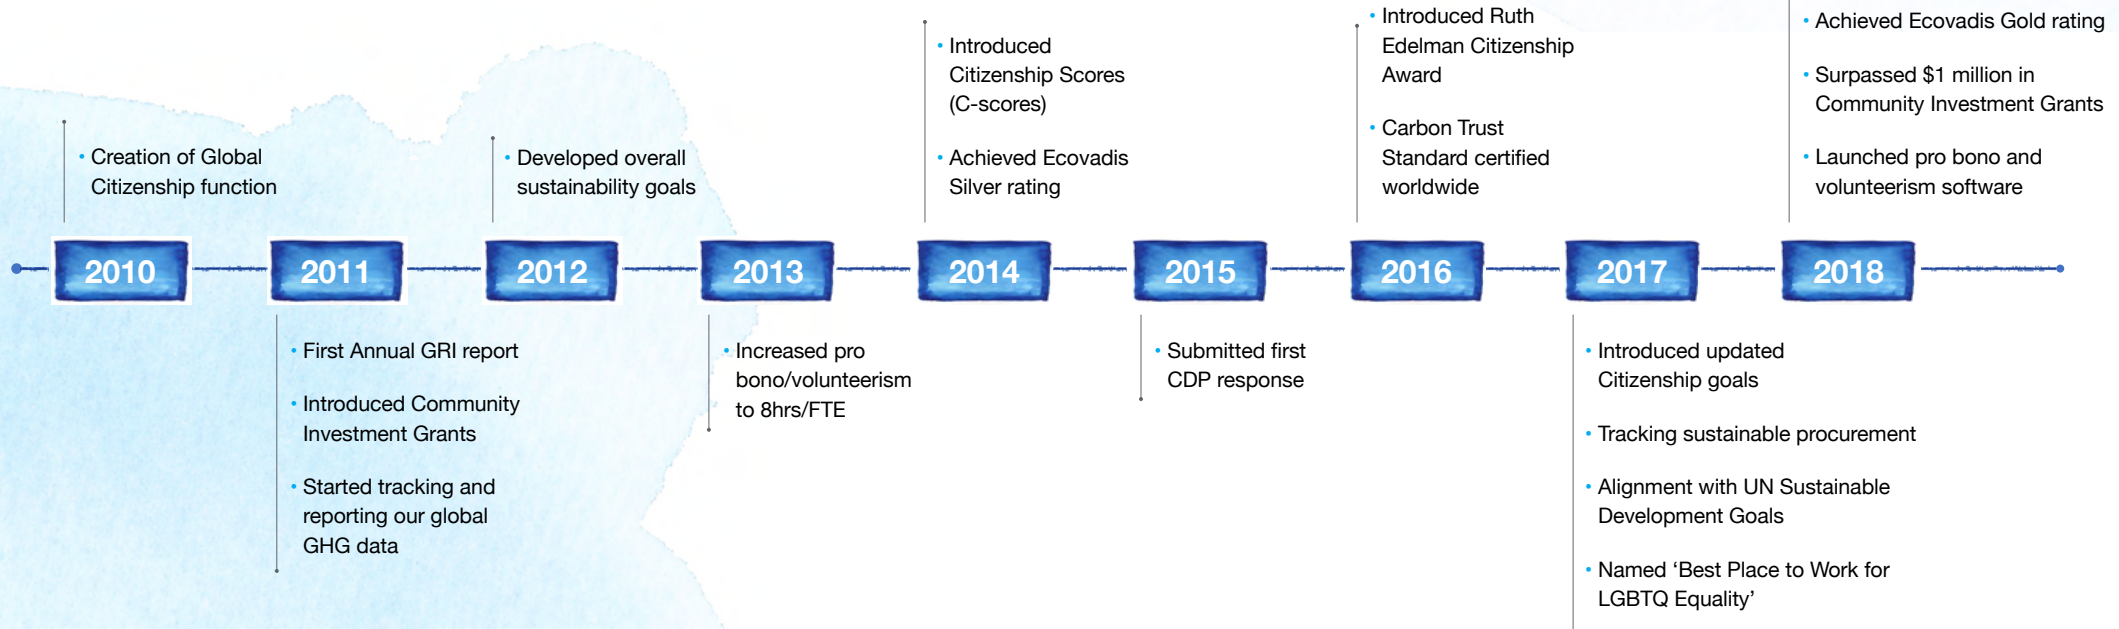 • Creation of Global
Citizenship function
• Developed overall
sustainability goals
• Introduced
Citizenship Scores
(C-scores)
• Achieved Ecovadis
Silver rating
• Introduced Ruth
Edelman Citizenship
Award
• Carbon Trust
Standard certified
worldwide
• Achieved Ecovadis Gold rating
• Surpassed $1 million in
Community Investment Grants
• Launched pro bono and
volunteerism software
2010
2011
2012
2013
2014
2015
2016
2017
2018
• First Annual GRI report
• Introduced Community
Investment Grants
• Started tracking and
reporting our global
GHG data
• Increased pro
bono/volunteerism
to 8hrs/FTE
• Submitted first
CDP response
• Introduced updated
Citizenship goals
• Tracking sustainable procurement
• Alignment with UN Sustainable
Development Goals
• Named ‘Best Place to Work for
LGBTQ Equality’